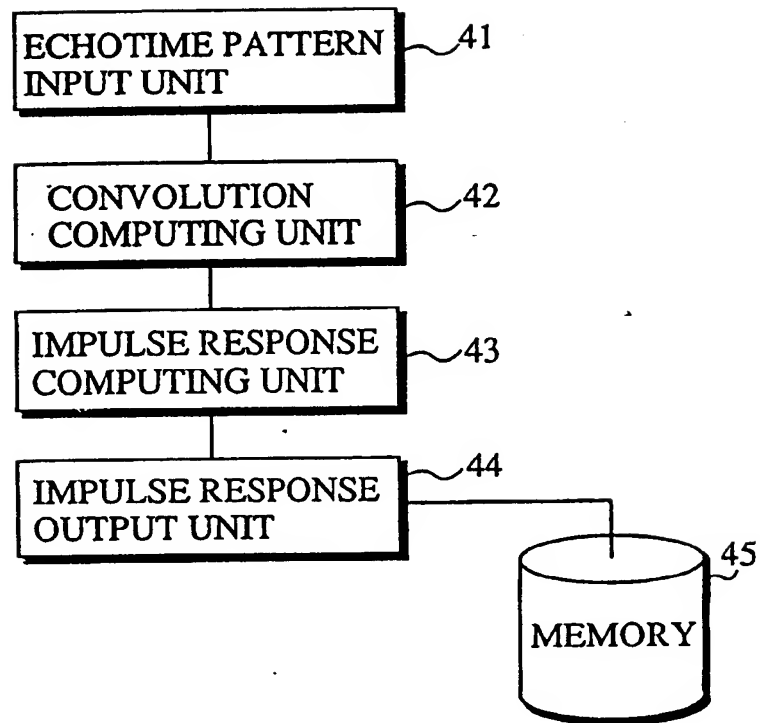 ECHOTIME PATTERN
INPUT UNIT
41
CONVOLUTION
COMPUTING UNIT
42
IMPULSE RESPONSE
COMPUTING UNIT
43
IMPULSE RESPONSE
OUTPUT UNIT
44
MEMORY
45